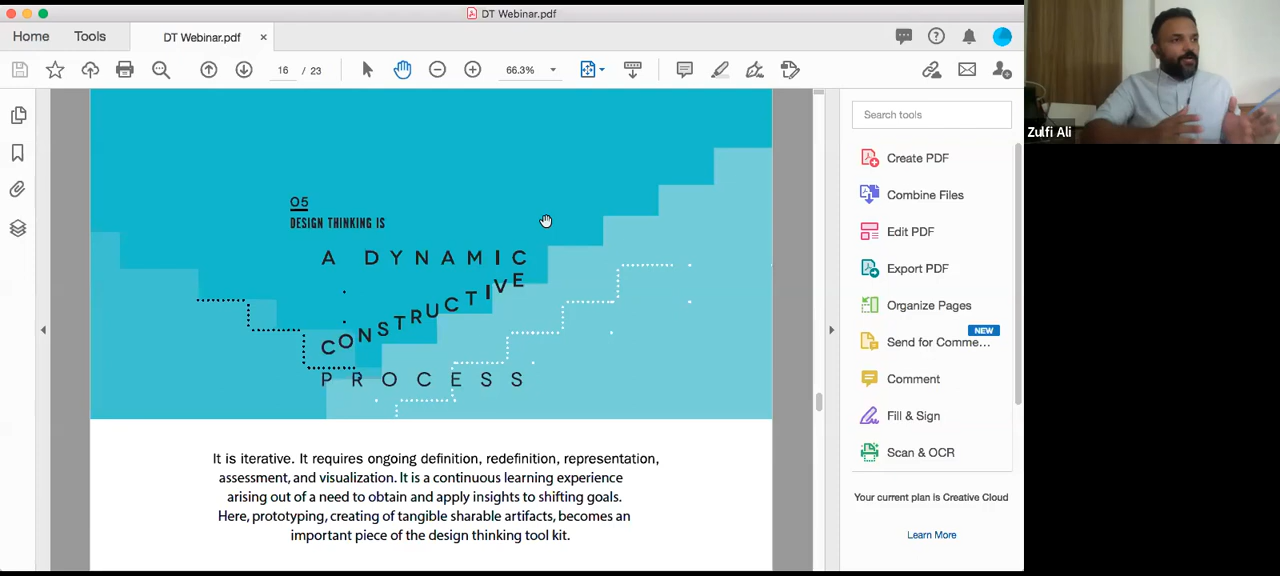 DT Webinar.pdf
Home
Tools
DT Webinar.pdf
16 / 23
66.3%
Zulfi Ali
05
DESIGN THINKING IS
A DYNAMIC
CONSTRUCTIVE
PROCESS
It is iterative. It requires ongoing definition, redefinition, representation,
assessment, and visualization. It is a continuous learning experience
arising out of a need to obtain and apply insights to shifting goals.
Here, prototyping, creating of tangible sharable artifacts, becomes an
important piece of the design thinking tool kit.
Search tools
Create PDF
Combine Files
Edit PDF
Export PDF
Organize Pages
NEW
Send for Comme...
Comment
Fill & Sign
Scan & OCR
Your current plan is Creative Cloud
Learn More